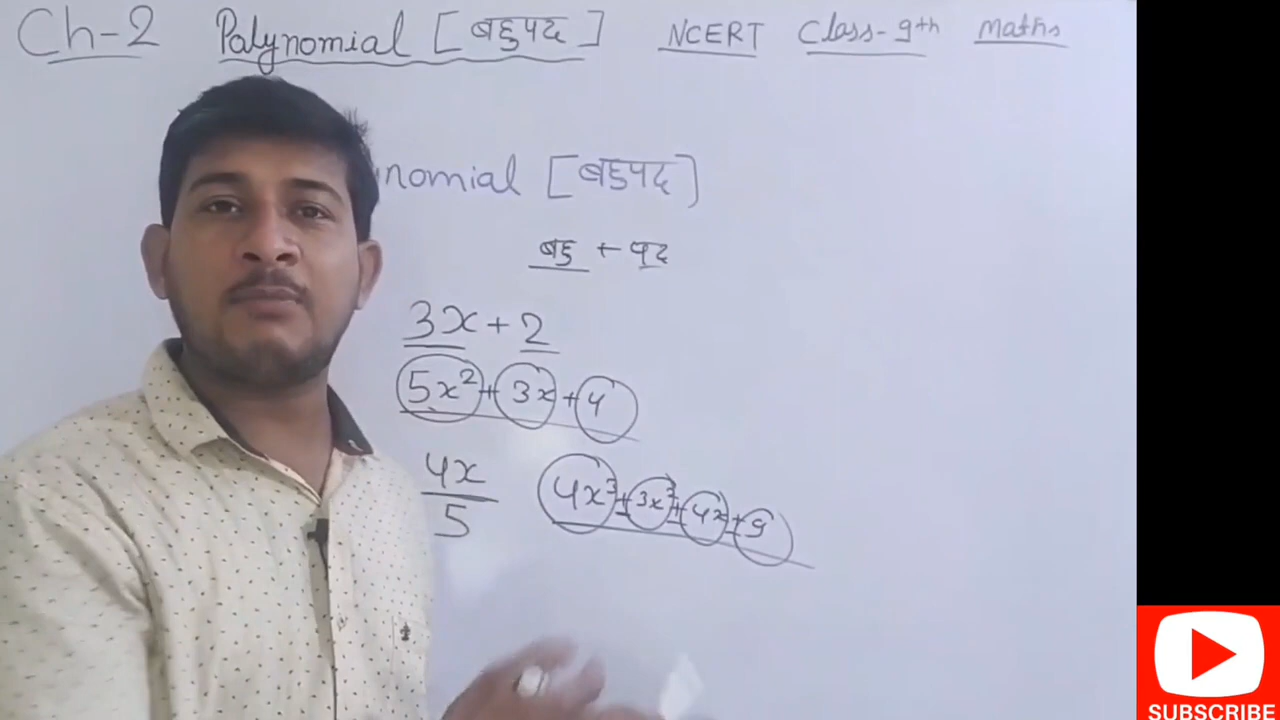 Ch-2 Palynomial [बहुपद] NCERT Class-9th Maths
nomial [बहुपद)
बहु + पद
3x + 2
5x² + 3x + 4
4x
5
4x³ + 3x² + 4x + 9
SUBSCRIBE